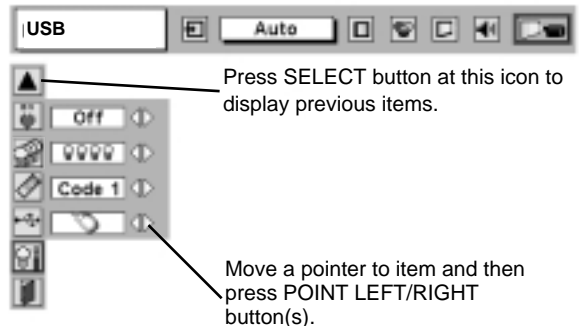 USB
Auto
Press SELECT button at this icon to
display previous items.
Off
Code 1
Move a pointer to item and then
press POINT LEFT/RIGHT
button(s).